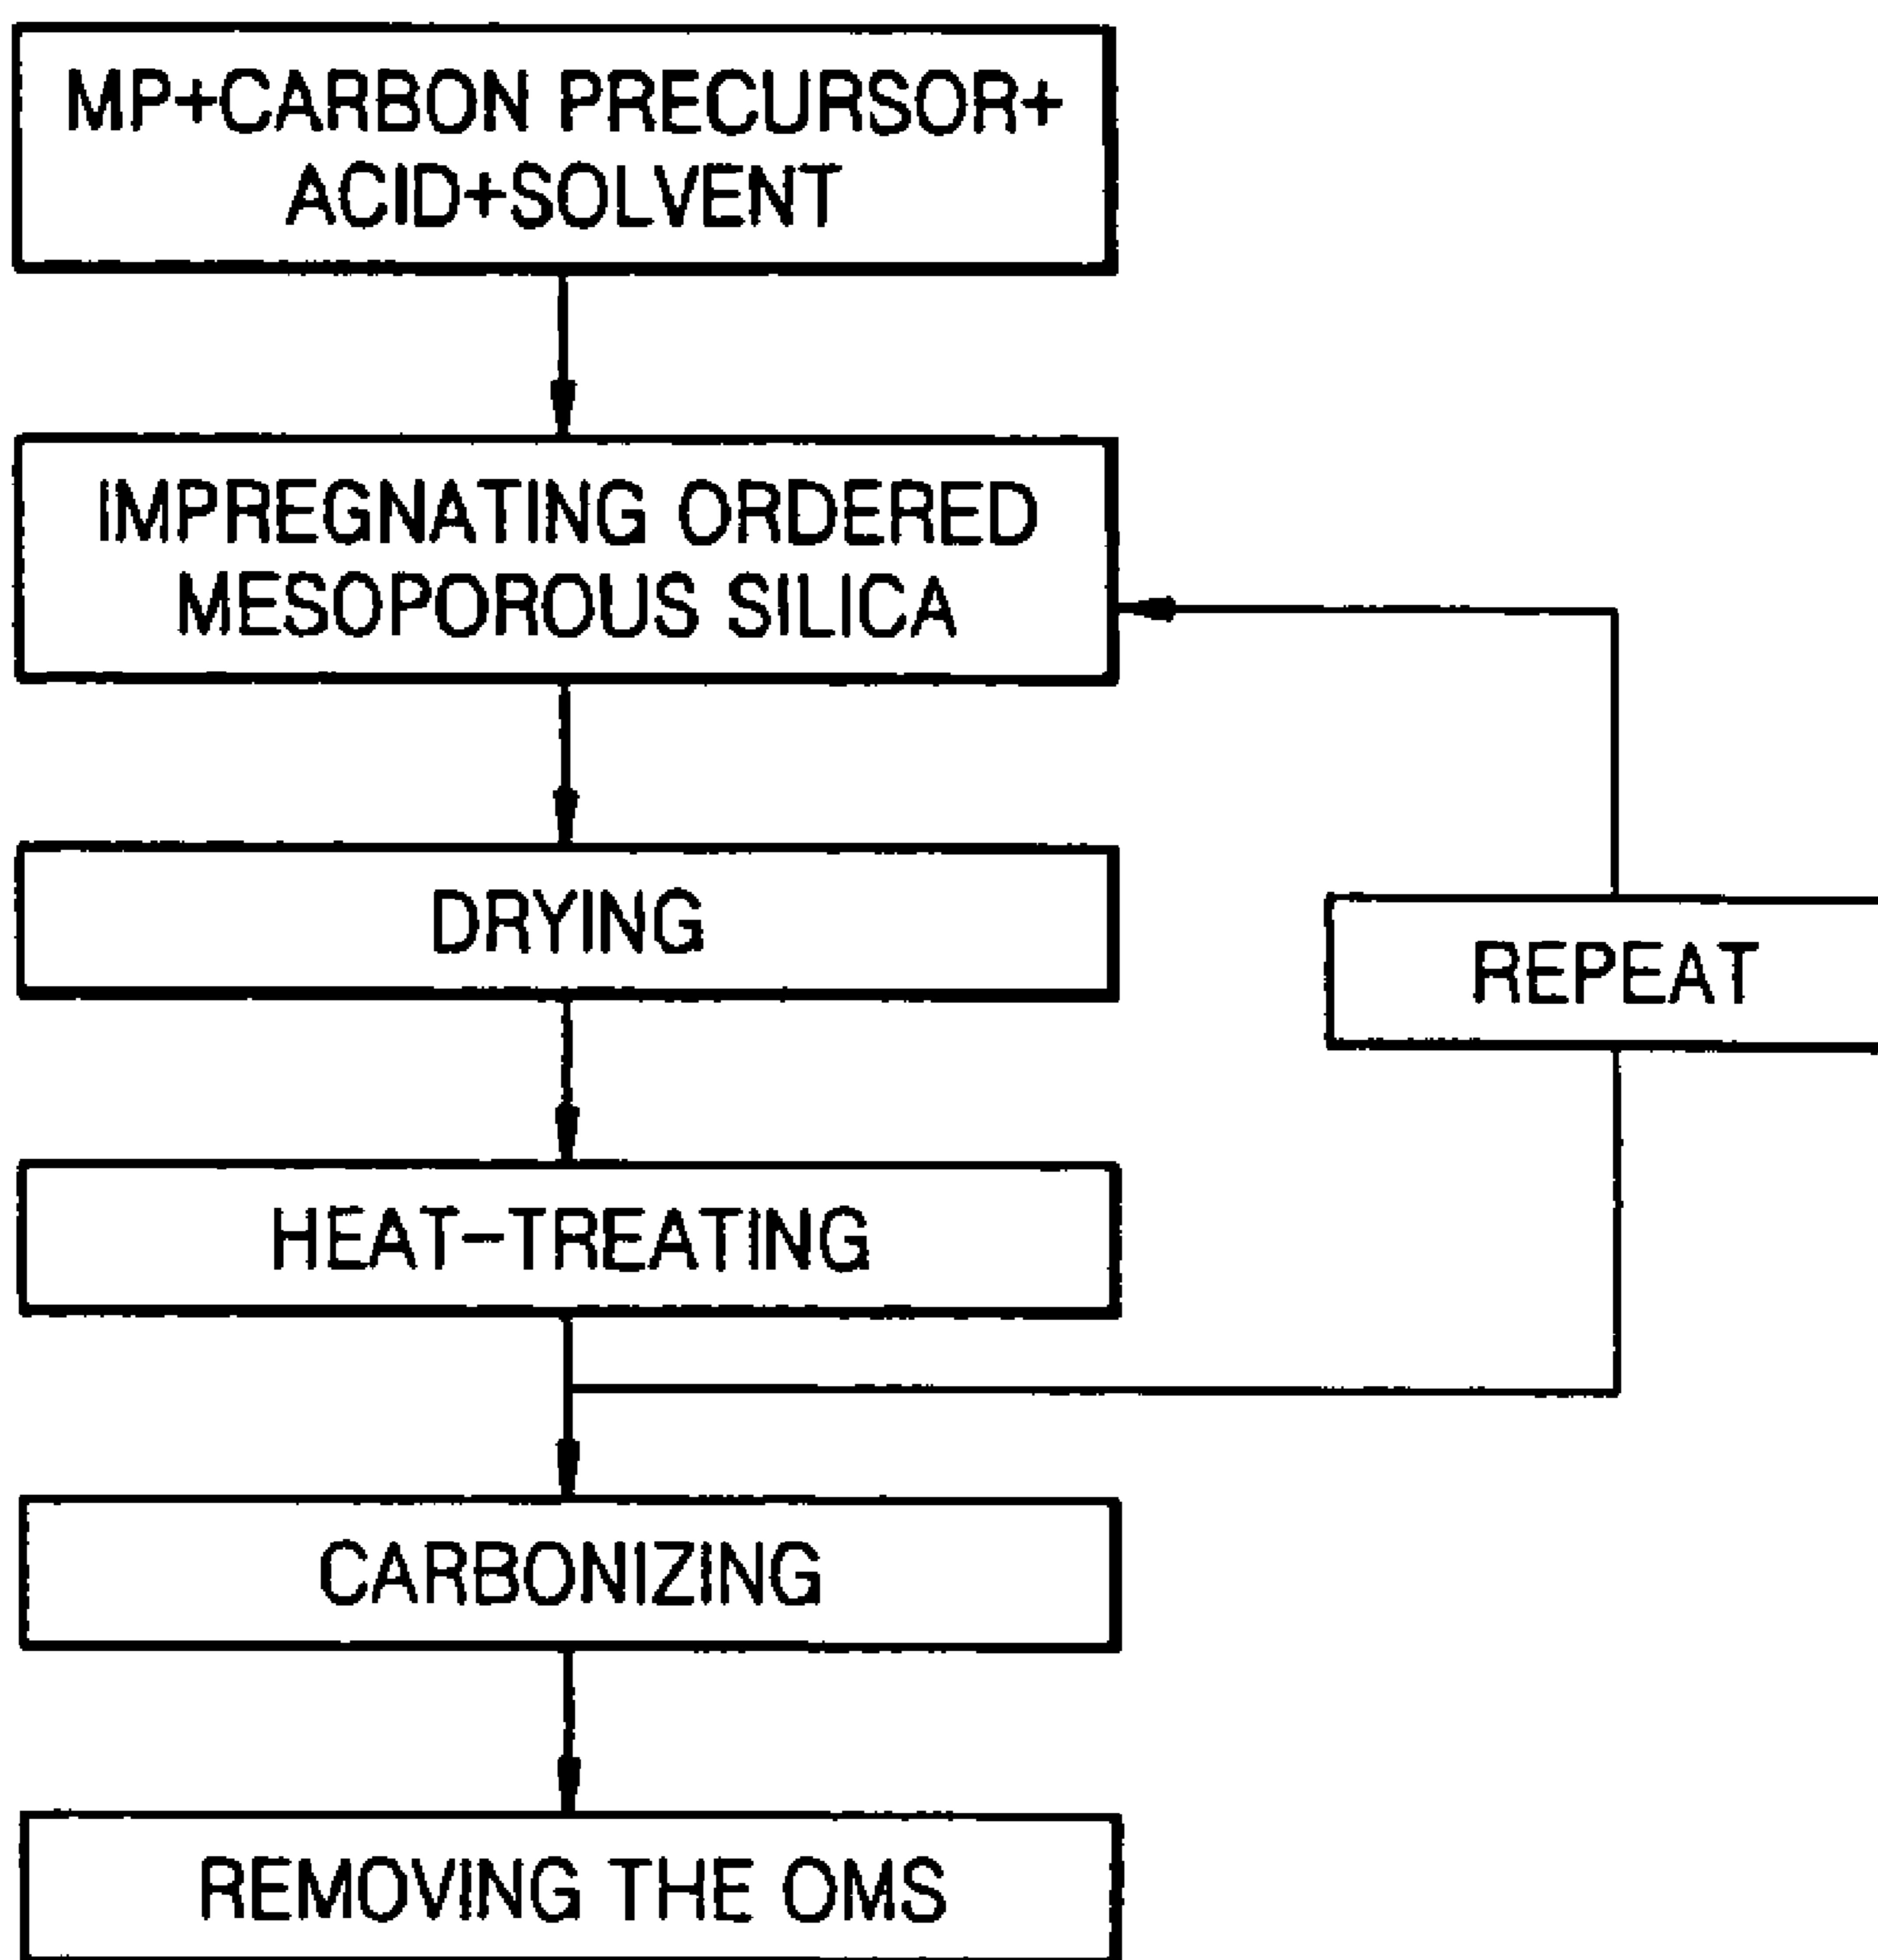 MP+CARBON PRECURSOR+
ACID+SOLVENT
IMPREGNATING ORDERED
MESOPOROUS SILICA
DRYING
REPEAT
HEAT-TREATING
CARBONIZING
REMOVING THE OMS